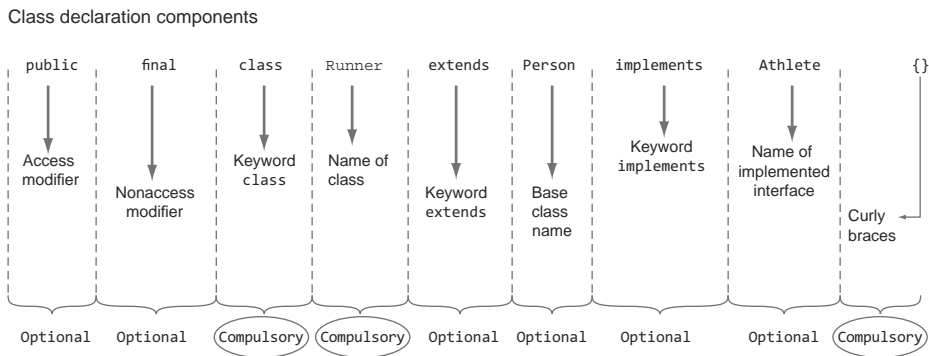 Class declaration components
public final class Runner extends Person implements Athlete {}
Access
modifier
Nonaccess
modifier
Keyword
class
Name of
class
Keyword
extends
Base
class
name
Keyword
implements
Name of
implemented
interface
Curly
braces
Optional Optional Compulsory Compulsory Optional Optional Optional Optional Compulsory